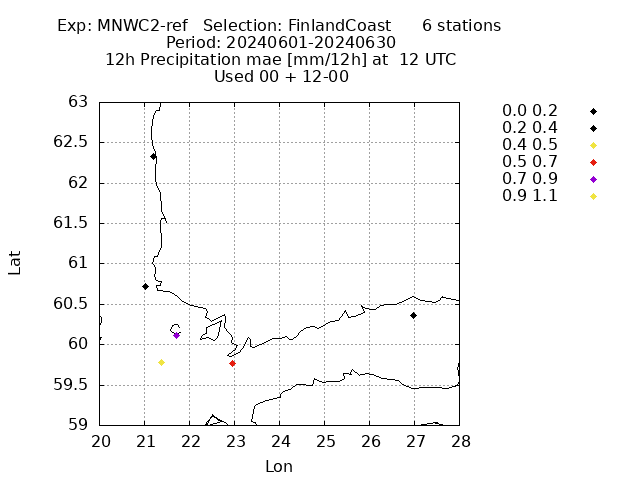 Exp: MNWC2-ref Selection: FinlandCoast 6 stations
Period: 20240601-20240630
12h Precipitation mae [mm/12h] at 12 UTC
Used 00 + 12-00
63
62.5
62
61.5
61
60.5
60
59.5
59
20 21 22 23 24 25 26 27 28
Lat
Lon
0.0 0.2
0.2 0.4
0.4 0.5
0.5 0.7
0.7 0.9
0.9 1.1